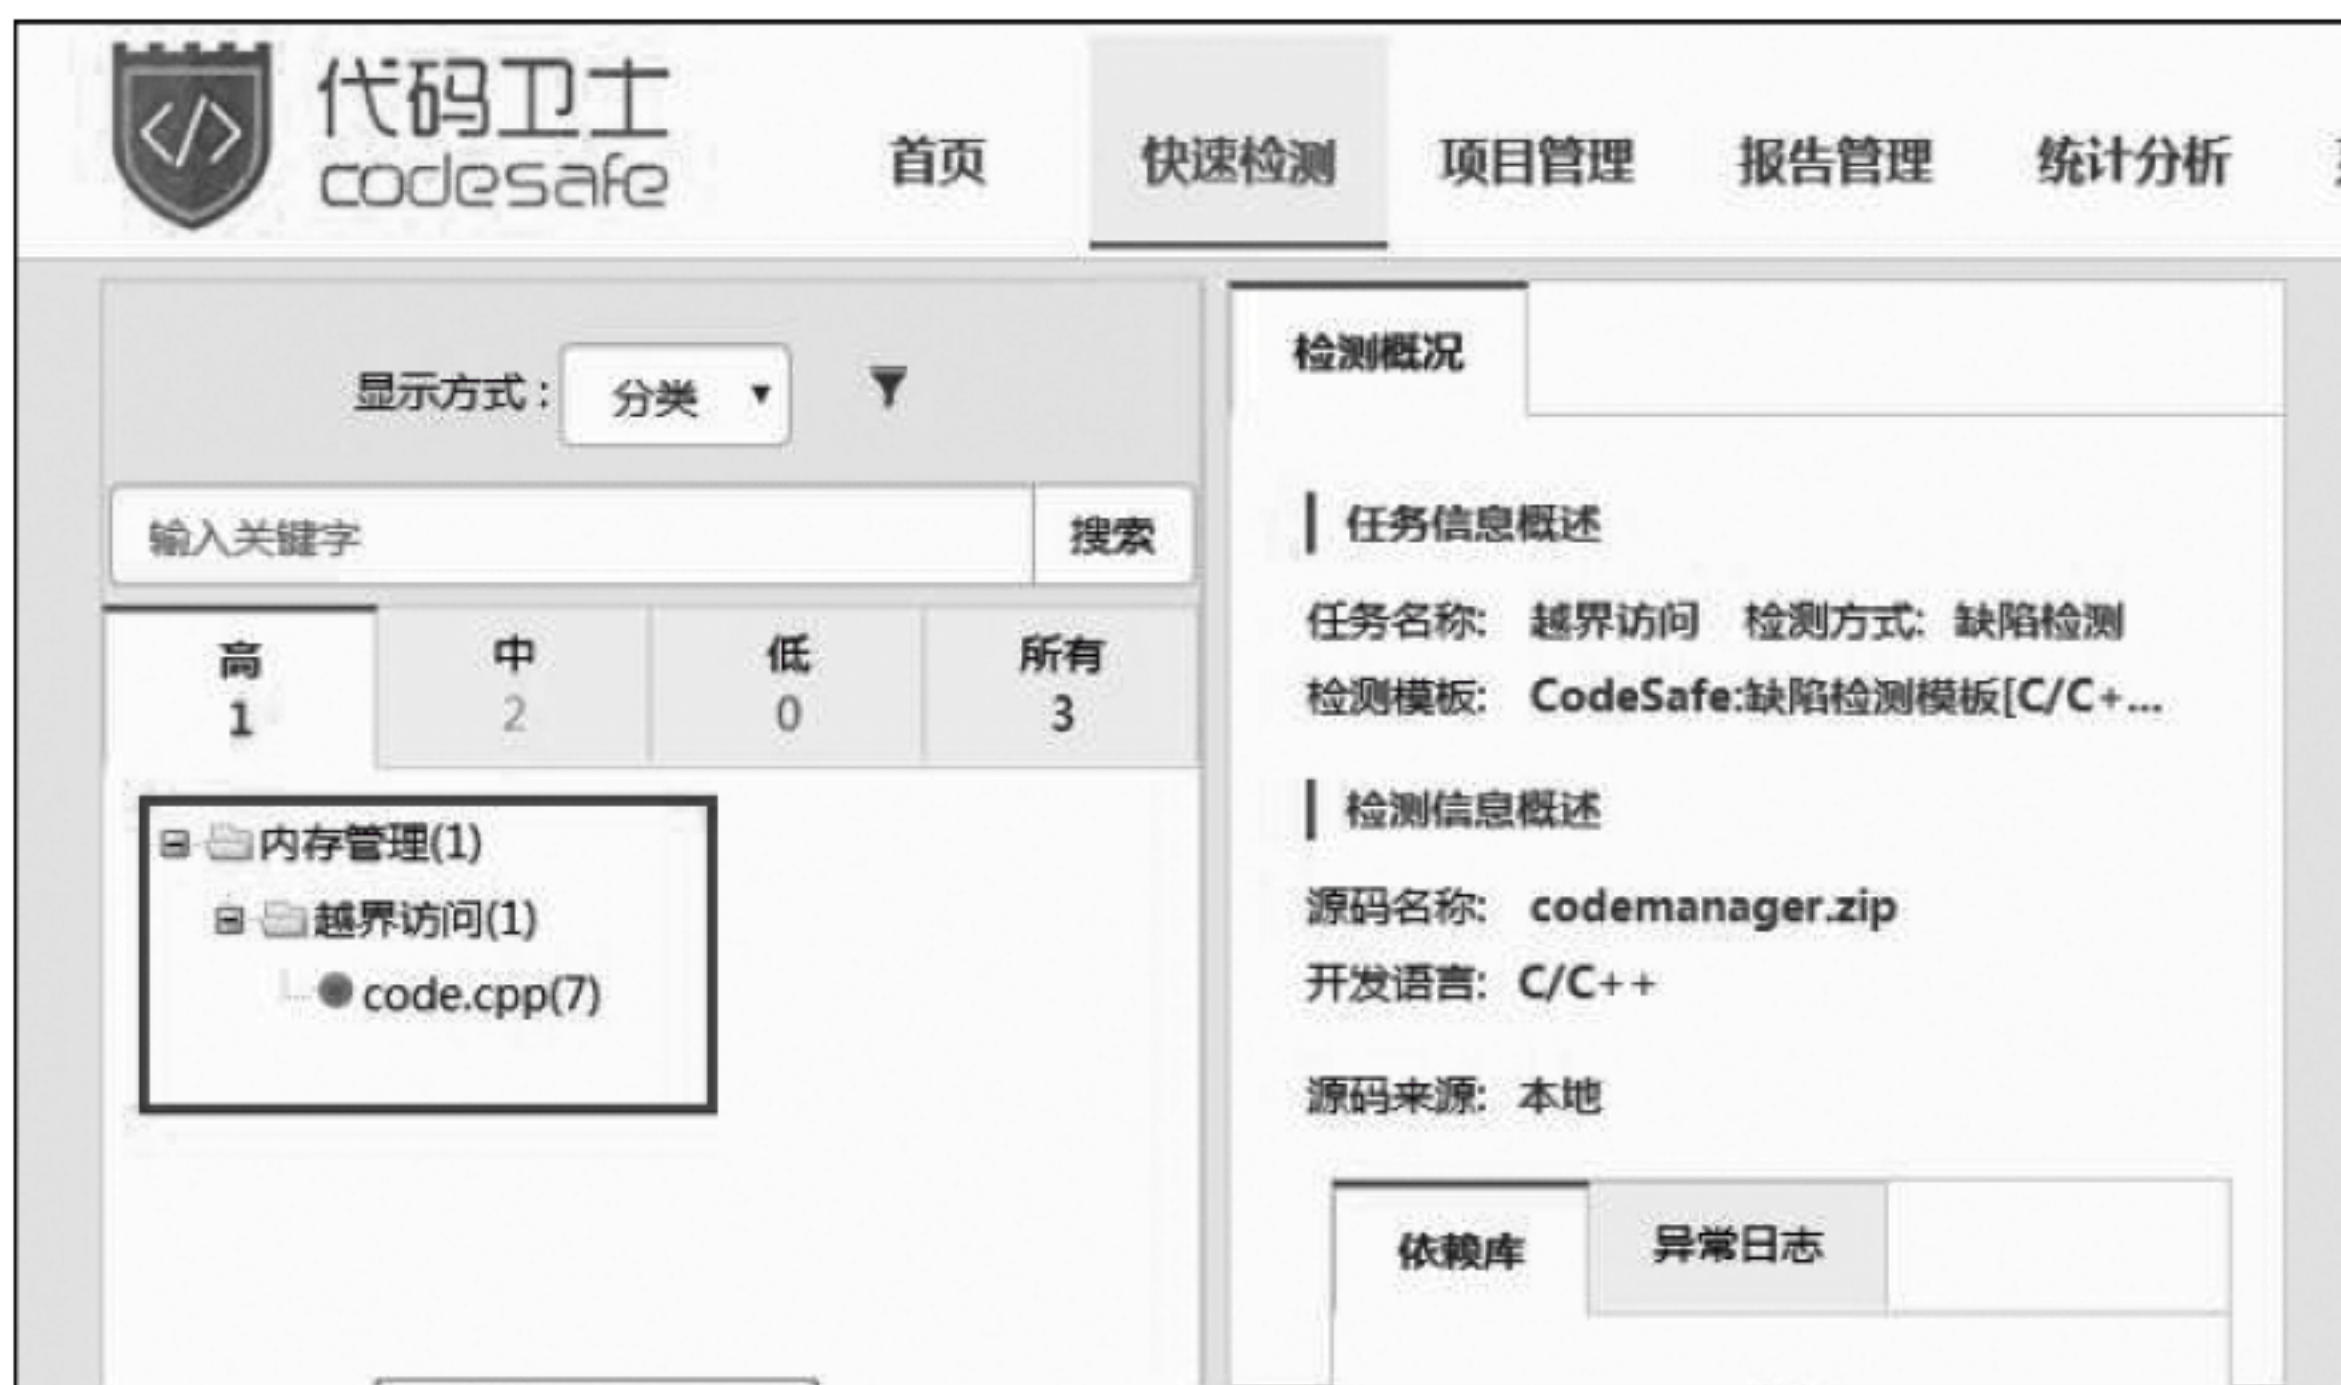 代码卫士
codesafe
首页 快速检测 项目管理 报告管理 统计分析
显示方式： 分类
输入关键字 搜索
高 中 低 所有
1 2 0 3
内存管理(1)
越界访问(1)
code.cpp(7)
检测概况
任务信息概述
任务名称: 越界访问 检测方式: 缺陷检测
检测模板: CodeSafe:缺陷检测模板[C/C+...
检测信息概述
源码名称: codemanager.zip
开发语言: C/C++
源码来源: 本地
依赖库 异常日志